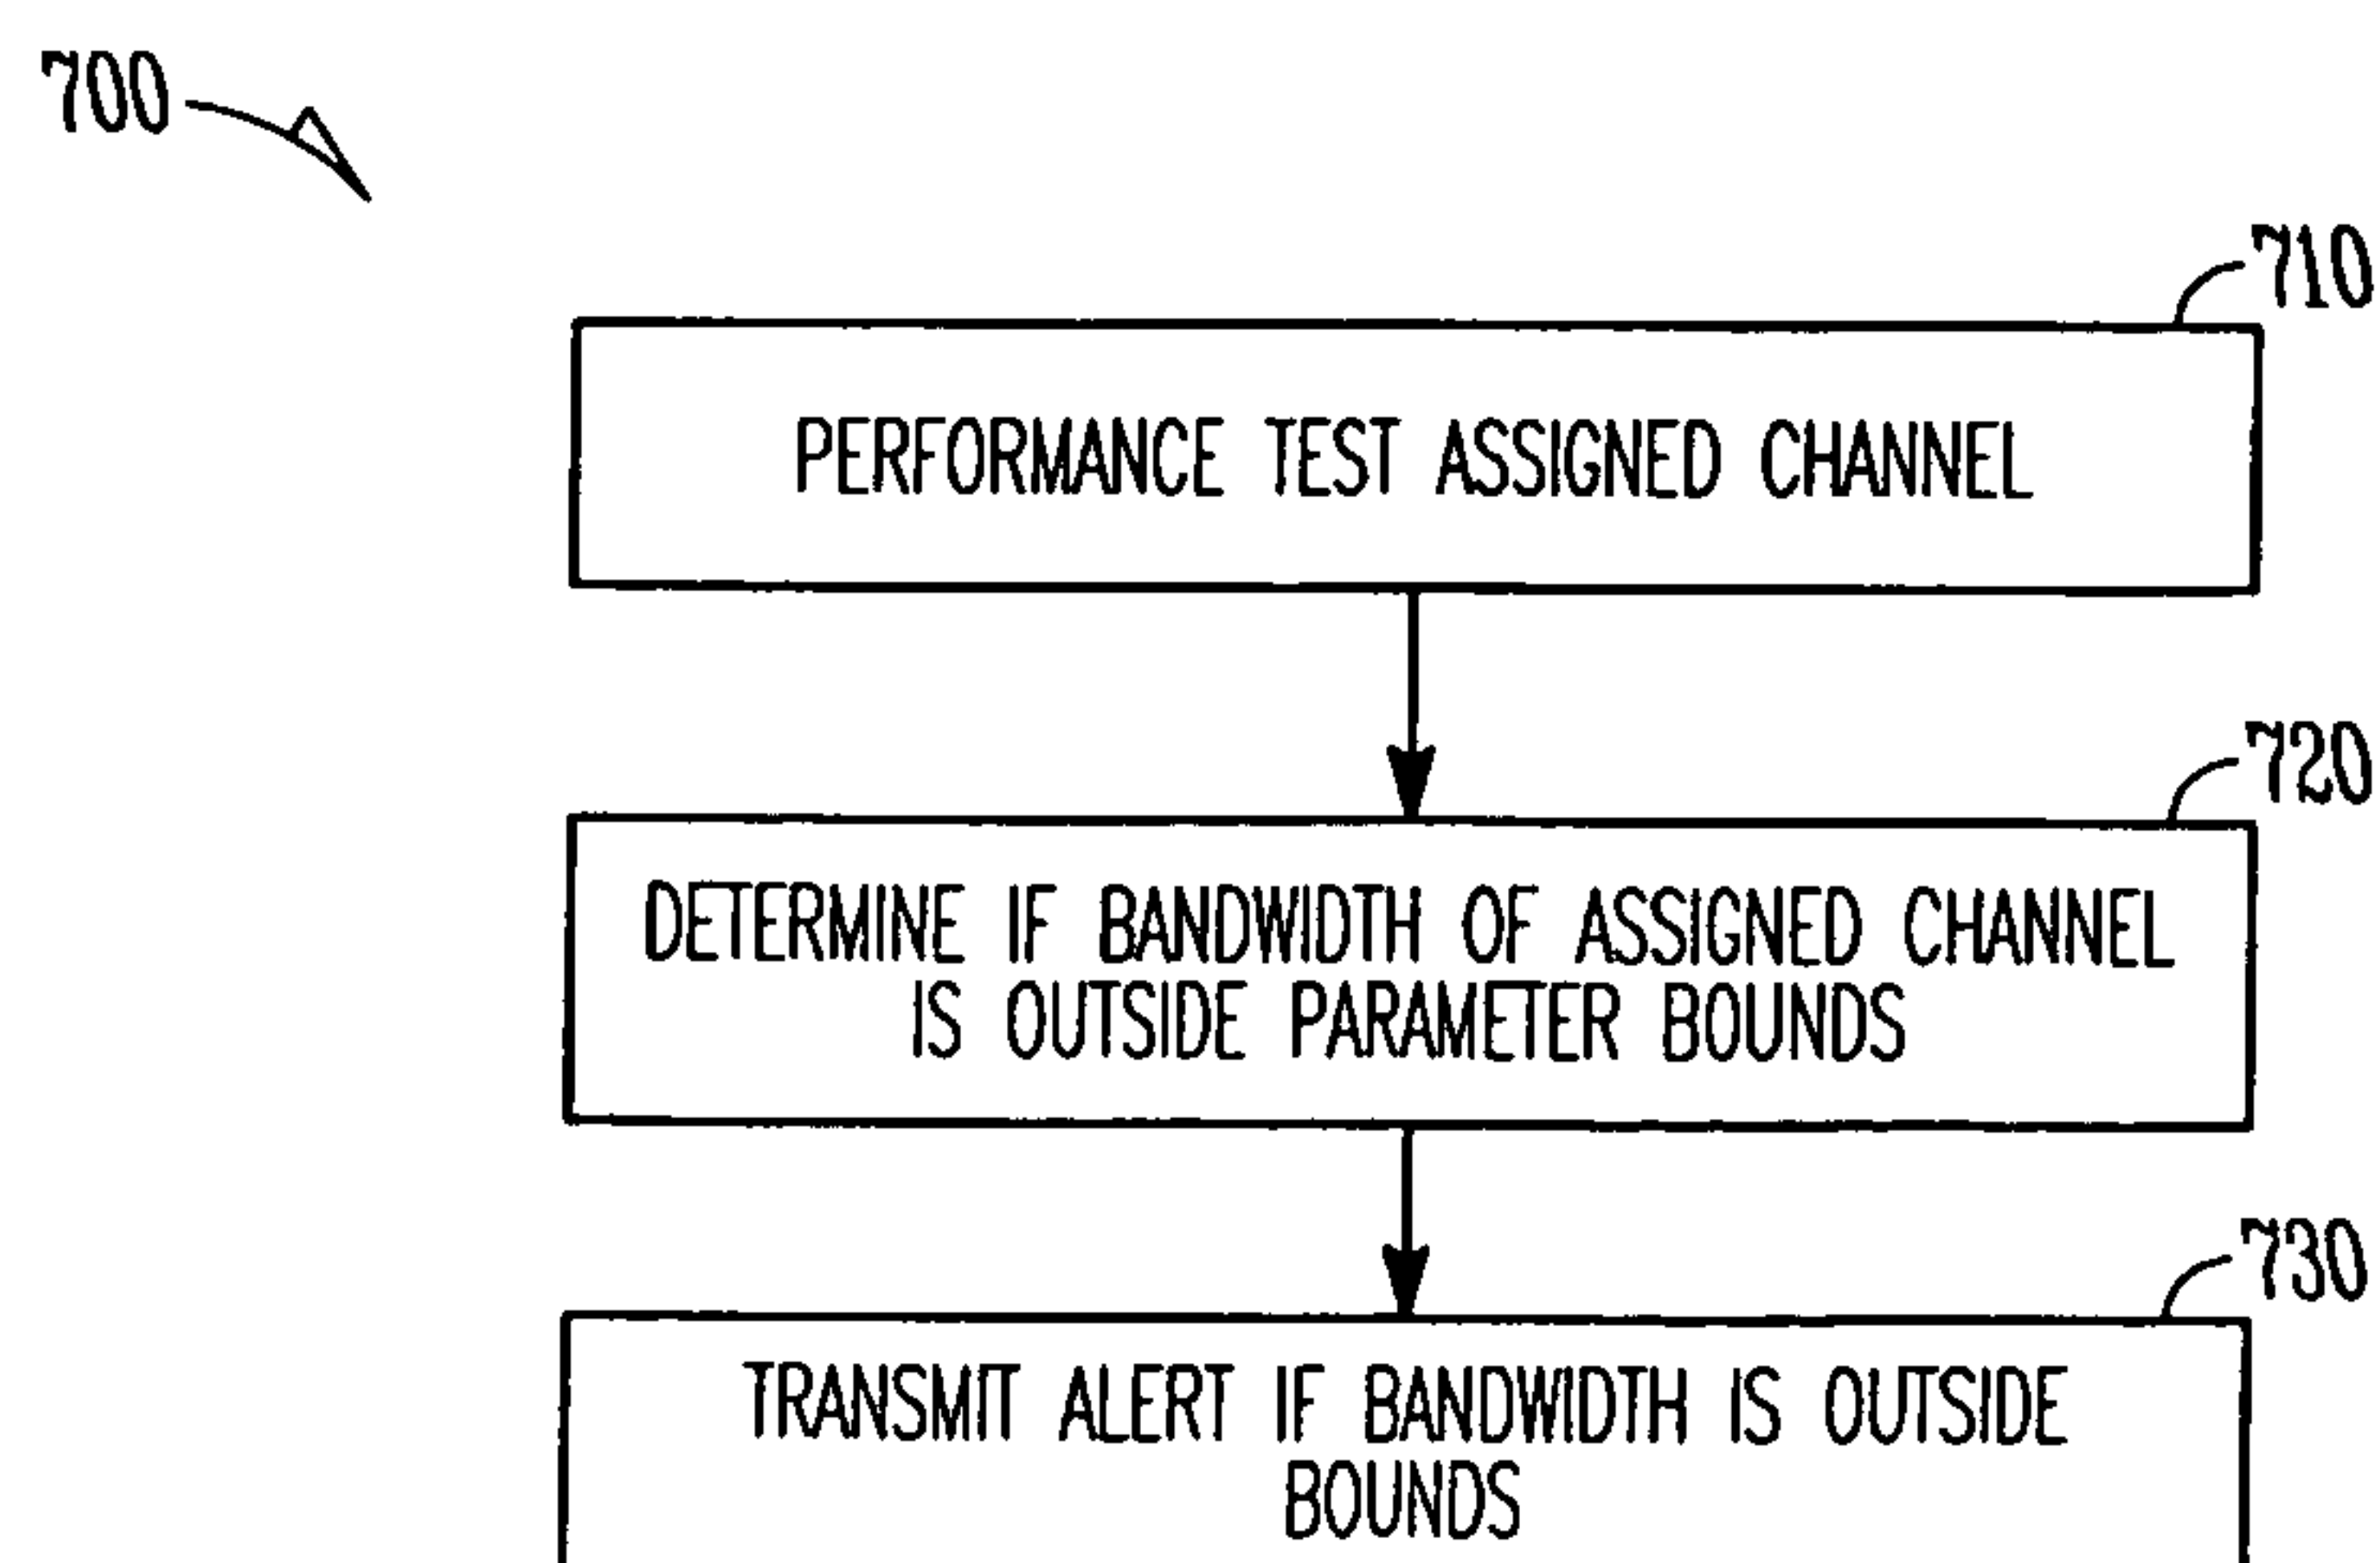 700
710
PERFORMANCE TEST ASSIGNED CHANNEL
720
DETERMINE IF BANDWIDTH OF ASSIGNED CHANNEL
IS OUTSIDE PARAMETER BOUNDS
730
TRANSMIT ALERT IF BANDWIDTH IS OUTSIDE
BOUNDS